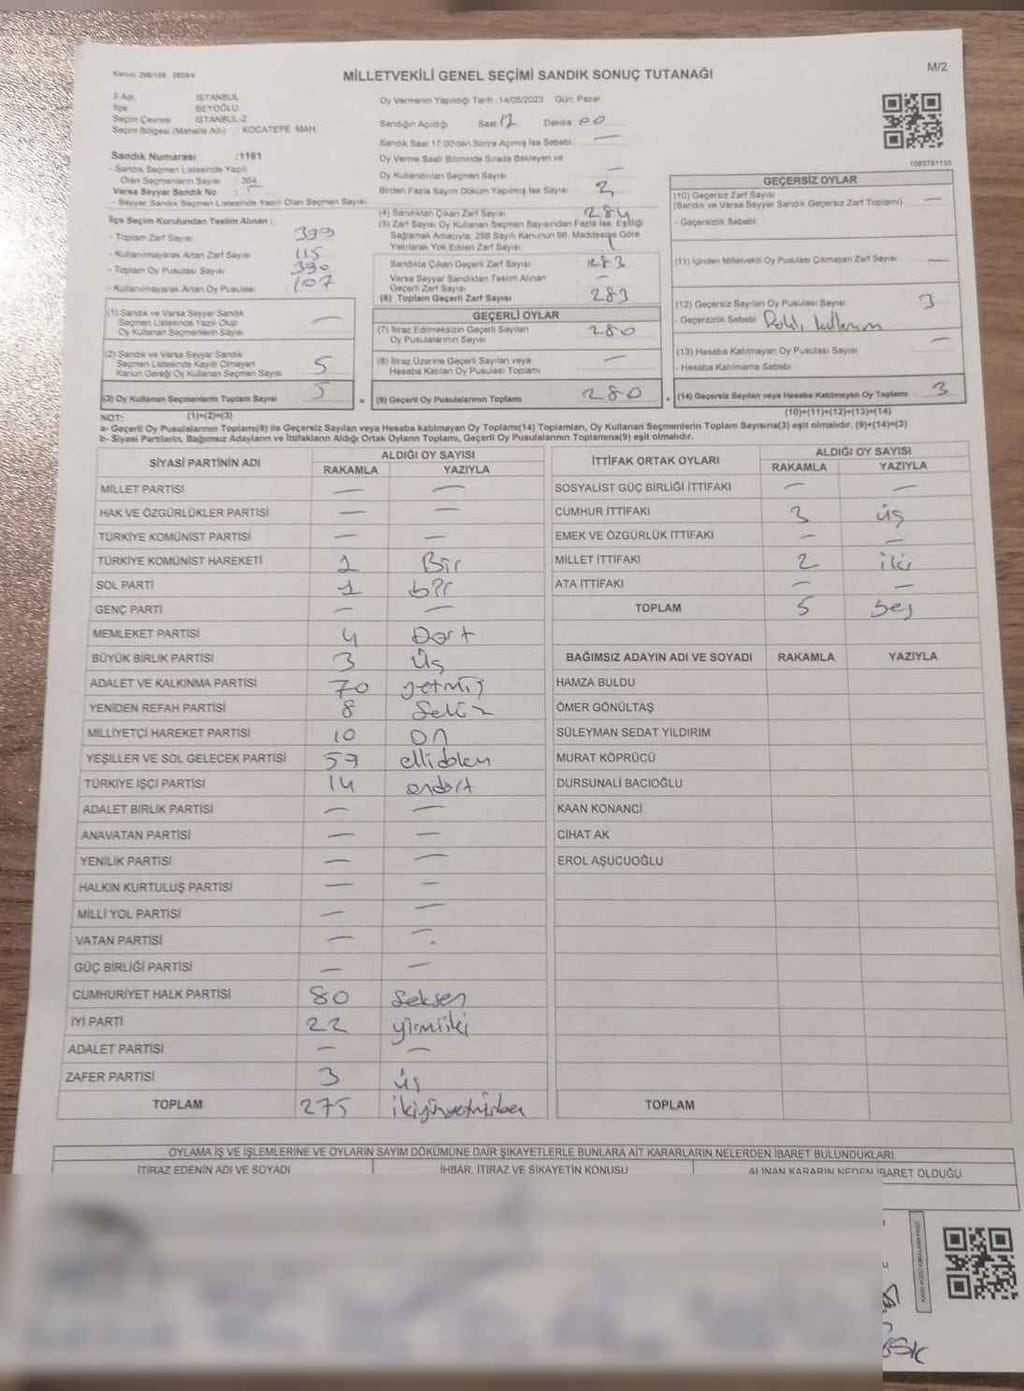 MİLLETVEKİLİ GENEL SEÇİMİ SANDIK SONUÇ TUTANAĞI
M/2
İl Adı İSTANBUL
İlçe BEYOĞLU
Seçim Çevresi İSTANBUL-2
Seçim Bölgesi (Mahalle Adı) : KOCATEPE MAH.
Oy Vermenin Yapıldığı Tarih :14/05/2023 Gün: Pazar
Sandığın Açıldığı Saat 17 Dakika 00
Sandık Saat 17.00'den Sonra Açılmış İse Sebebi —
Oy Verme Saati Bitiminde Sırada Bekleyen ve
Oy Kullandırılan Seçmen Sayısı —
Birden Fazla Sayım Döküm Yapılmış İse Sayısı 2
Sandık Numarası :1161
- Sandık Seçmen Listesinde Yazılı
Olan Seçmenlerin Sayısı : 364
Varsa Seyyar Sandık No
- Seyyar Sandık Seçmen Listesinde Yazılı Olan Seçmen Sayısı
İlçe Seçim Kurulundan Teslim Alınan :
- Toplam Zarf Sayısı 399
- Kullanılmayarak Artan Zarf Sayısı 115
- Toplam Oy Pusulası Sayısı 390
- Kullanılmayarak Artan Oy Pusulası 107
(1) Sandık ve Varsa Seyyar Sandık
Seçmen Listesinde Yazılı Olup
Oy Kullanan Seçmenlerin Sayısı —
(2) Sandık ve Varsa Seyyar Sandık
Seçmen Listesinde Kaydı Olmayan
Kanun Gereği Oy Kullanan Seçmen Sayısı 5
(3) Oy Kullanan Seçmenlerin Toplam Sayısı 5
(4) Sandıktan Çıkan Zarf Sayısı 284
(5) Zarf Sayısı Oy Kullanan Seçmen Sayısından Fazla İse, Eşitliği
Sağlamak Amacıyla; 298 Sayılı Kanunun 98. Maddesine Göre
Yakılarak Yok Edilen Zarf Sayısı 1
Sandıkta Çıkan Geçerli Zarf Sayısı 283
Varsa Seyyar Sandıktan Teslim Alınan
Geçerli Zarf Sayısı —
(6) Toplam Geçerli Zarf Sayısı 283
GEÇERLİ OYLAR
(7) İtiraz Edilmeksizin Geçerli Sayılan
Oy Pusulalarının Sayısı 280
(8) İtiraz Üzerine Geçerli Sayılan veya
Hesaba Katılan Oy Pusulası Toplamı —
= (9) Geçerli Oy Pusulalarının Toplamı 280
1083791155
GEÇERSİZ OYLAR
(10) Geçersiz Zarf Sayısı
(Sandık ve Varsa Seyyar Sandık Geçersiz Zarf Toplamı) —
- Geçersizlik Sebebi
(11) İçinden Milletvekili Oy Pusulası Çıkmayan Zarf Sayısı —
(12) Geçersiz Sayılan Oy Pusulası Sayısı 3
- Geçersizlik Sebebi
(13) Hesaba Katılmayan Oy Pusulası Sayısı —
- Hesaba Katılmama Sebebi
+ (14) Geçersiz Sayılan veya Hesaba Katılmayan Oy Toplamı 3
NOT: (1)+(2)=(3) (10)+(11)+(12)+(13)=(14)
a- Geçerli Oy Pusulalarının Toplamı(9) ile Geçersiz Sayılan veya Hesaba Katılmayan Oy Toplamı(14) Toplamları, Oy Kullanan Seçmenlerin Toplam Sayısına(3) eşit olmalıdır. (9)+(14)=(3)
b- Siyasi Partilerin, Bağımsız Adayların ve İttifakların Aldığı Ortak Oyların Toplamı, Geçerli Oy Pusulalarının Toplamına(9) eşit olmalıdır.
SİYASİ PARTİNİN ADI ALDIĞI OY SAYISI
RAKAMLA YAZIYLA
MİLLET PARTİSİ — —
HAK VE ÖZGÜRLÜKLER PARTİSİ — —
TÜRKİYE KOMÜNİST PARTİSİ — —
TÜRKİYE KOMÜNİST HAREKETİ 1 Bir
SOL PARTİ 1 bir
GENÇ PARTİ — —
MEMLEKET PARTİSİ 4 Dört
BÜYÜK BİRLİK PARTİSİ 3 Üç
ADALET VE KALKINMA PARTİSİ 70 yetmiş
YENİDEN REFAH PARTİSİ 8 Sekiz
MİLLİYETÇİ HAREKET PARTİSİ 10 on
YEŞİLLER VE SOL GELECEK PARTİSİ 59 ellidokuz
TÜRKİYE İŞÇİ PARTİSİ 14 ondört
ADALET BİRLİK PARTİSİ — —
ANAVATAN PARTİSİ — —
YENİLİK PARTİSİ — —
HALKIN KURTULUŞ PARTİSİ — —
MİLLİ YOL PARTİSİ — —
VATAN PARTİSİ — —
GÜÇ BİRLİĞİ PARTİSİ — —
CUMHURİYET HALK PARTİSİ 80 Seksen
İYİ PARTİ 22 yirmiiki
ADALET PARTİSİ — —
ZAFER PARTİSİ 3 üç
TOPLAM 275 ikiyüzyetmişbeş
İTTİFAK ORTAK OYLARI ALDIĞI OY SAYISI
RAKAMLA YAZIYLA
SOSYALİST GÜÇ BİRLİĞİ İTTİFAKI — —
CUMHUR İTTİFAKI 3 üç
EMEK VE ÖZGÜRLÜK İTTİFAKI — —
MİLLET İTTİFAKI 2 iki
ATA İTTİFAKI — —
TOPLAM 5 beş
BAĞIMSIZ ADAYIN ADI VE SOYADI RAKAMLA YAZIYLA
HAMZA BULDU
ÖMER GÖNÜLTAŞ
SÜLEYMAN SEDAT YILDIRIM
MURAT KÖPRÜCÜ
DURSUNALİ BACIOĞLU
KAAN KONANCİ
CİHAT AK
EROL AŞUCUOĞLU
TOPLAM
OYLAMA İŞ VE İŞLEMLERİNE VE OYLARIN SAYIM DÖKÜMÜNE DAİR ŞİKAYETLERLE BUNLARA AİT KARARLARIN NELERDEN İBARET BULUNDUKLARI
İTİRAZ EDENİN ADI VE SOYADI İHBAR, İTİRAZ VE ŞİKAYETİN KONUSU ALINAN KARARIN NEDEN İBARET OLDUĞU